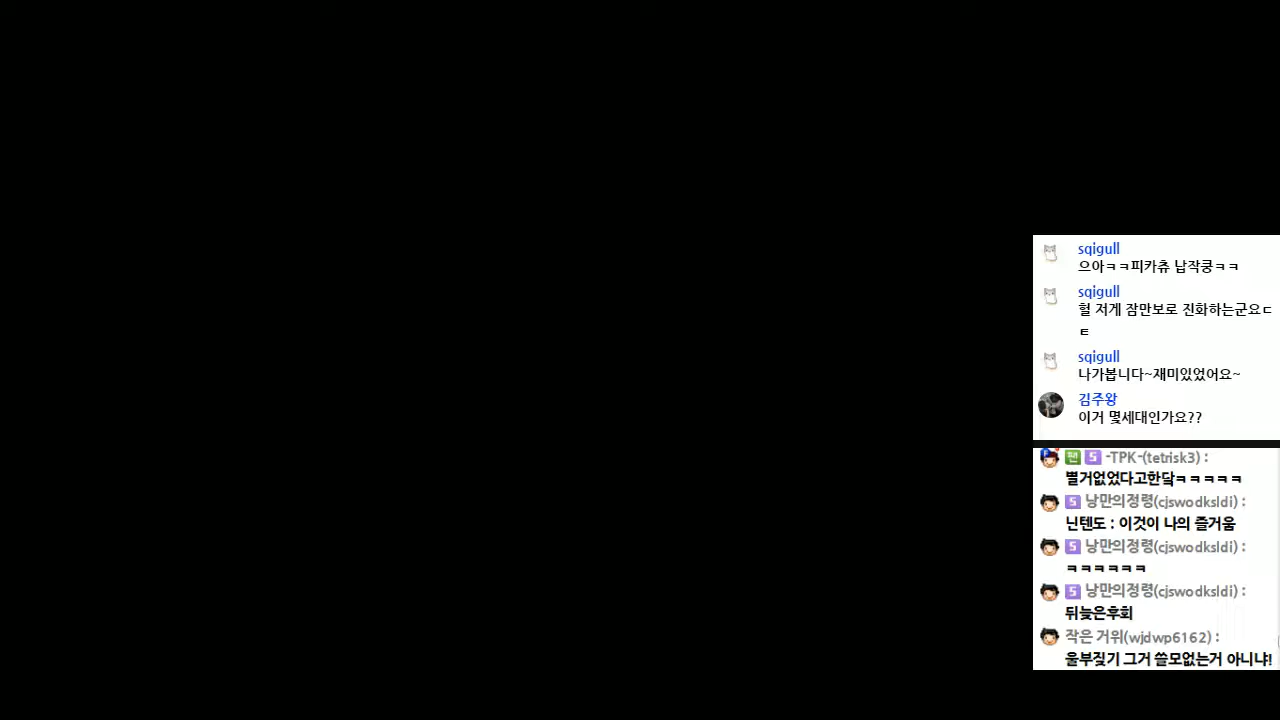 sqigull
으아ㅋㅋ피카츄 납작쿵ㅋㅋ
sqigull
헐 저게 잠만보로 진화하는군요ㄷ
ㅌ
sqigull
나가봅니다~재미있었어요~
김주왕
이거 몇세대인가요??
팬 S -TPK-(tetrisk3) :
별거없었다고한닼ㅋㅋㅋㅋㅋ
S 낭만의정령(cjswodksldi) :
닌텐도 : 이것이 나의 즐거움
S 낭만의정령(cjswodksldi) :
ㅋㅋㅋㅋㅋㅋ
S 낭만의정령(cjswodksldi) :
뒤늦은후회
작은 거위(wjdwp6162) :
울부짖기 그거 쓸모없는거 아니냐!